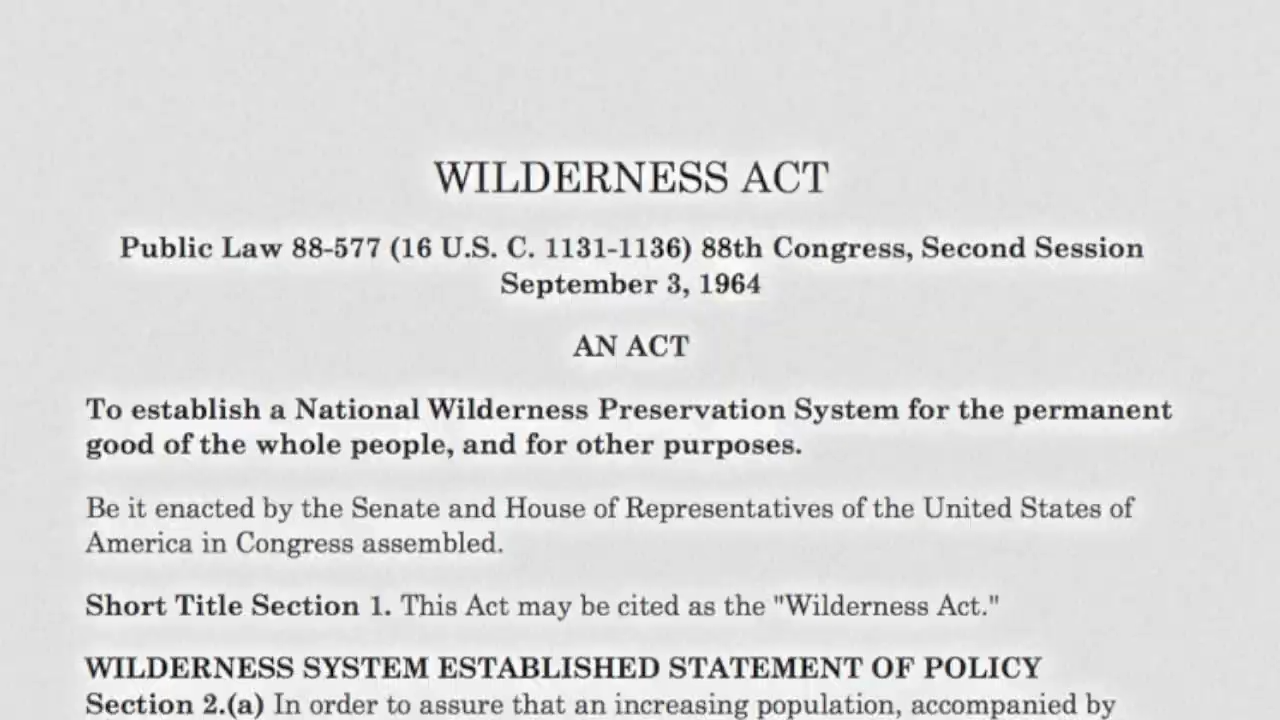 WILDERNESS ACT
Public Law 88-577 (16 U.S. C. 1131-1136) 88th Congress, Second Session
September 3, 1964
AN ACT
To establish a National Wilderness Preservation System for the permanent
good of the whole people, and for other purposes.
Be it enacted by the Senate and House of Representatives of the United States of
America in Congress assembled.
Short Title Section 1. This Act may be cited as the "Wilderness Act."
WILDERNESS SYSTEM ESTABLISHED STATEMENT OF POLICY
Section 2.(a) In order to assure that an increasing population, accompanied by